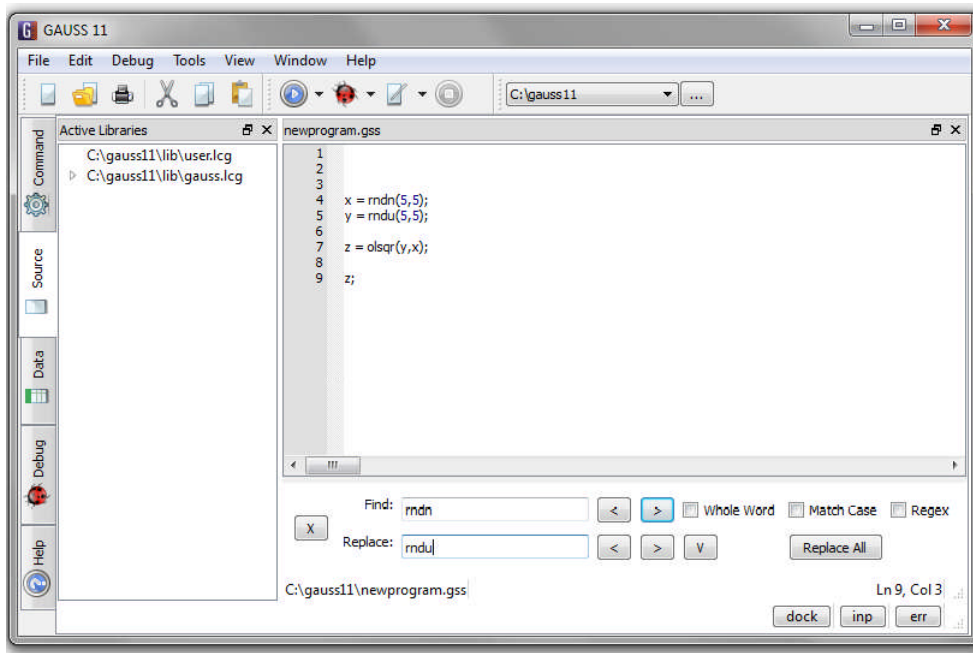 GAUSS 11
File Edit Debug Tools View Window Help
C:\gauss11 ...
Command
Source
Data
Debug
Help
Active Libraries
C:\gauss11\lib\user.lcg
C:\gauss11\lib\gauss.lcg
newprogram.gss
1
2
3
4 x = rndn(5,5);
5 y = rndu(5,5);
6
7 z = olsqr(y,x);
8
9 z;
X
Find: rndn < > Whole Word Match Case Regex
Replace: rndu < > V Replace All
C:\gauss11\newprogram.gss Ln 9, Col 3
dock inp err